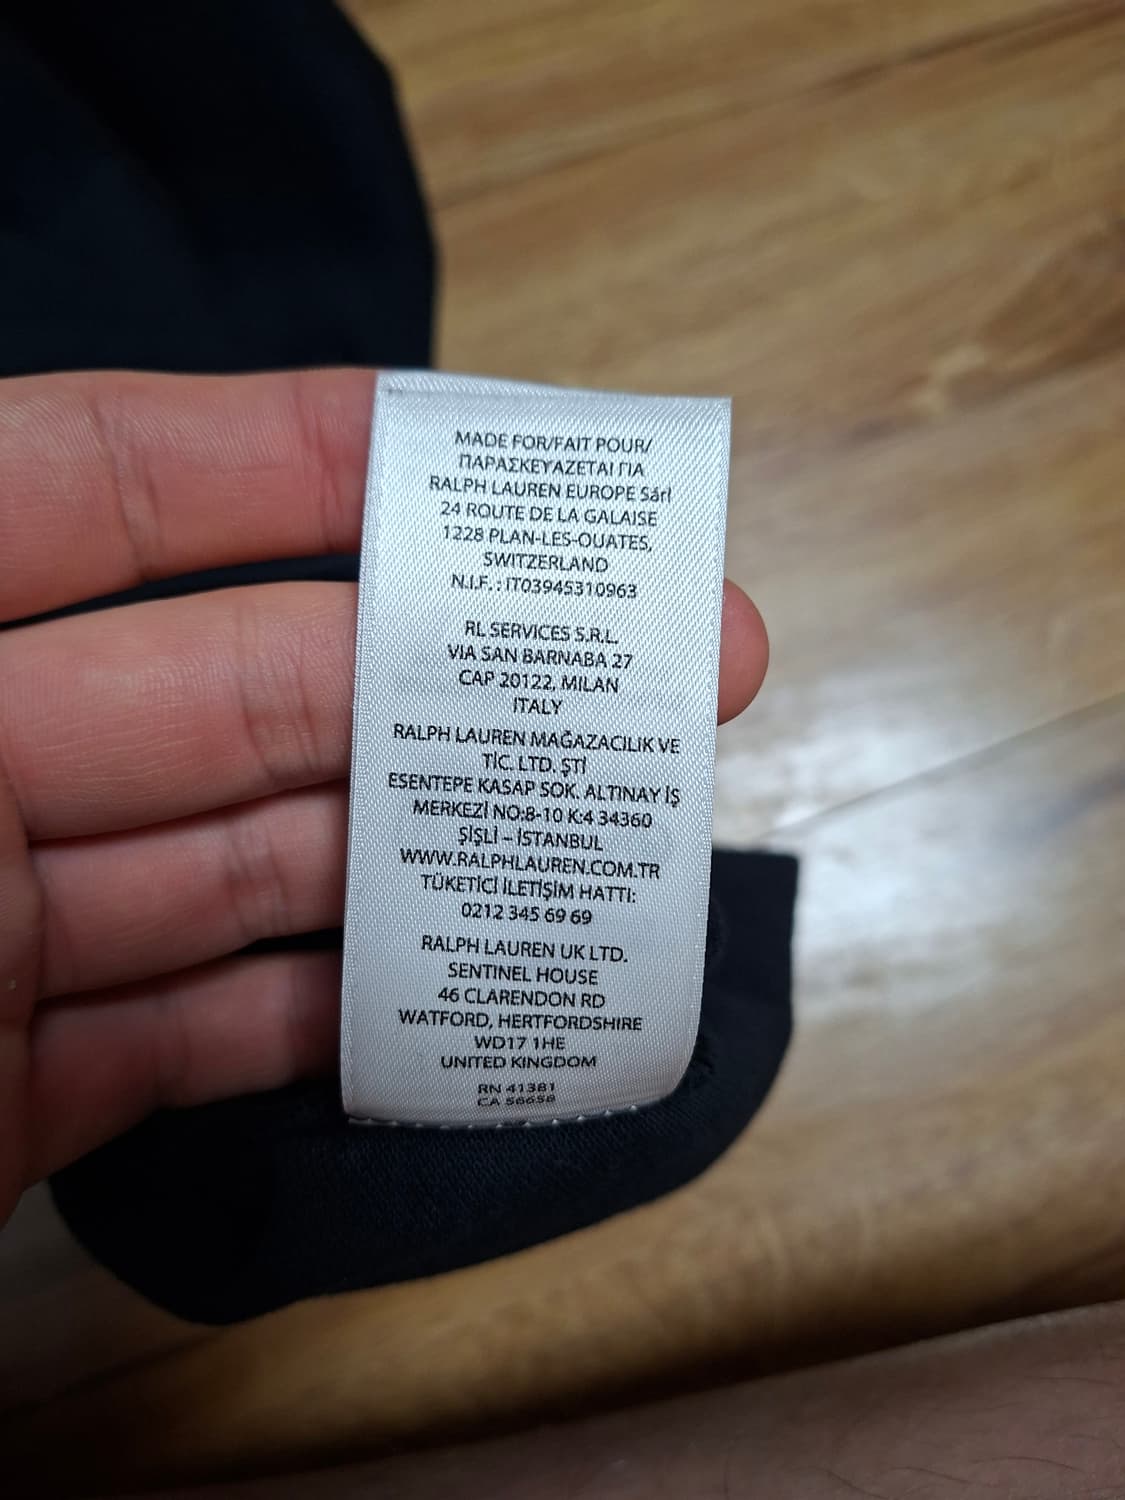 MADE FOR/FAIT POUR/
ΠΑΡΑΣΚΕΥΑΖΕΤΑΙ ΓΙΑ
RALPH LAUREN EUROPE Sárl
24 ROUTE DE LA GALAISE
1228 PLAN-LES-OUATES,
SWITZERLAND
N.I.F. : IT03945310963
RL SERVICES S.R.L.
VIA SAN BARNABA 27
CAP 20122, MILAN
ITALY
RALPH LAUREN MAĞAZACILIK VE
TİC. LTD. ŞTİ
ESENTEPE KASAP SOK. ALTINAY İŞ
MERKEZİ NO:8-10 K:4 34360
ŞİŞLİ – İSTANBUL
WWW.RALPHLAUREN.COM.TR
TÜKETİCİ İLETİŞİM HATTI:
0212 345 69 69
RALPH LAUREN UK LTD.
SENTINEL HOUSE
46 CLARENDON RD
WATFORD, HERTFORDSHIRE
WD17 1HE
UNITED KINGDOM
RN 41381
CA 56658